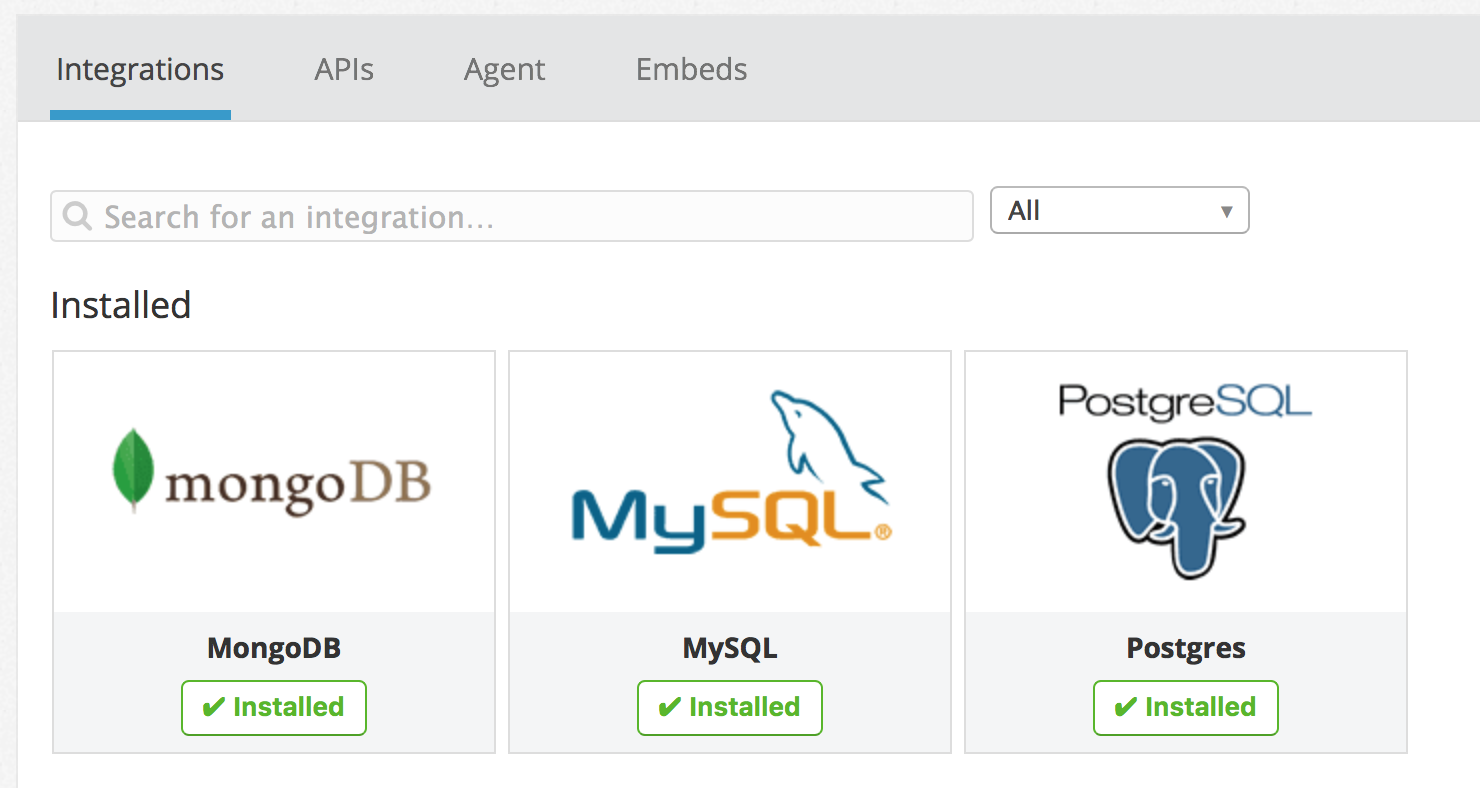 Integrations APIs Agent Embeds
Search for an integration... All ▾
Installed
mongoDB MySQL® PostgreSQL
MongoDB MySQL Postgres
✔ Installed ✔ Installed ✔ Installed